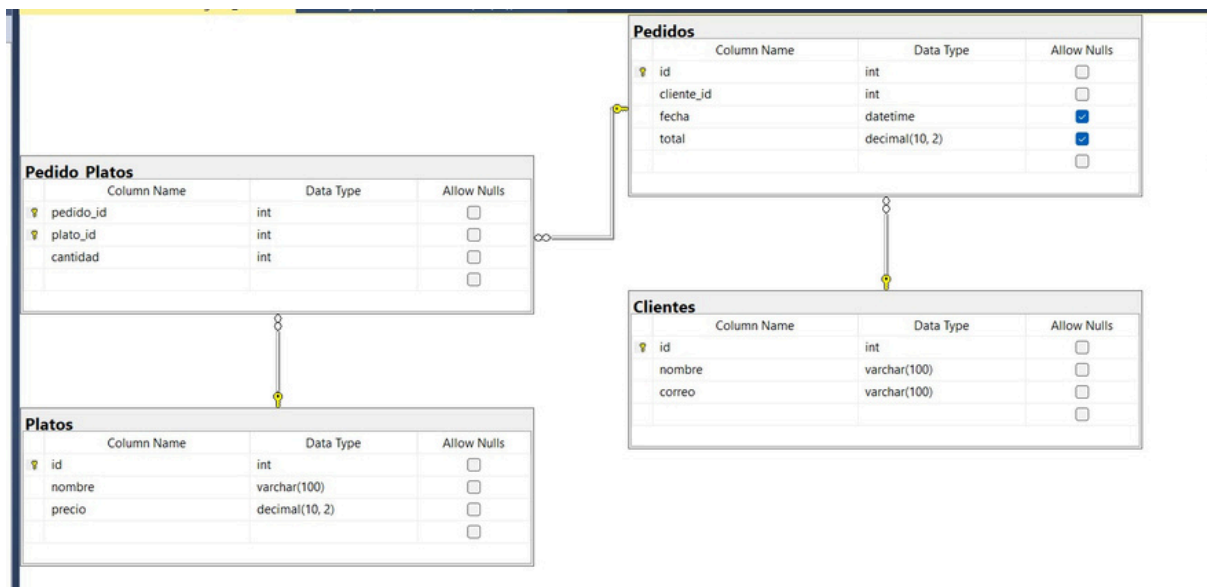 Pedidos
Column Name Data Type Allow Nulls
id int
cliente_id int
fecha datetime
total decimal(10, 2)
Pedido_Platos
Column Name Data Type Allow Nulls
pedido_id int
plato_id int
cantidad int
Clientes
Column Name Data Type Allow Nulls
id int
nombre varchar(100)
correo varchar(100)
Platos
Column Name Data Type Allow Nulls
id int
nombre varchar(100)
precio decimal(10, 2)